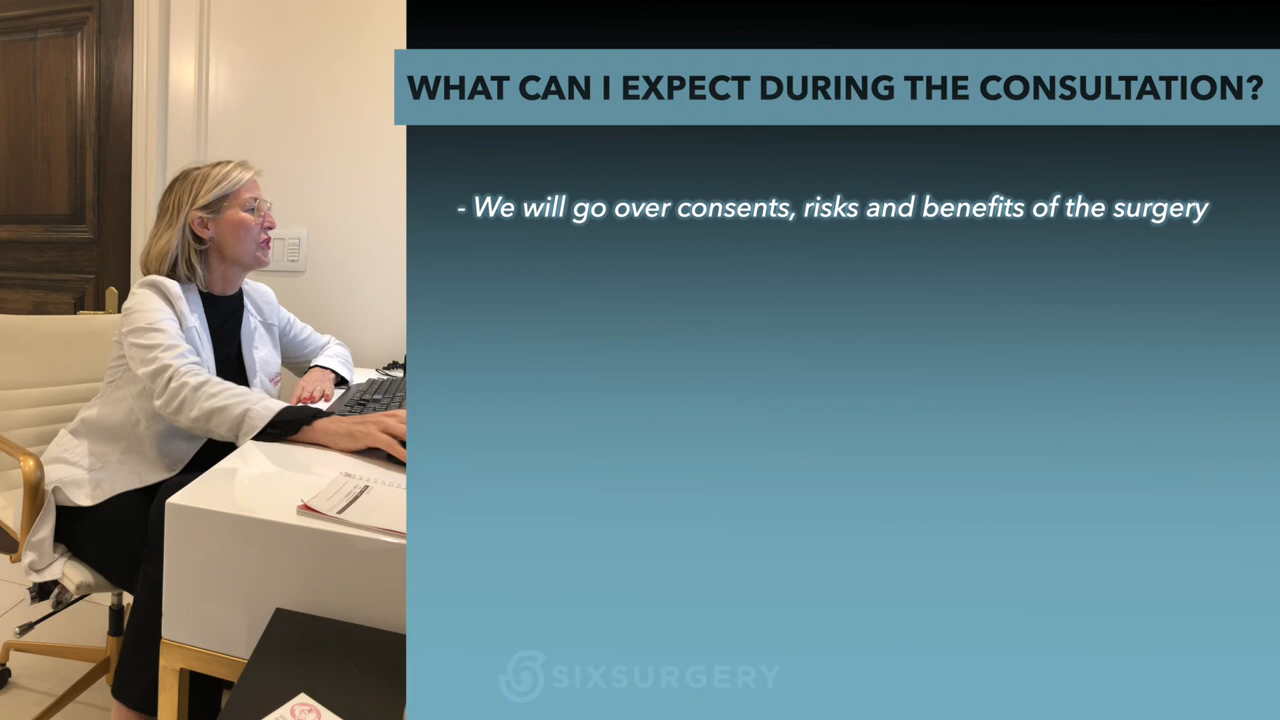 WHAT CAN I EXPECT DURING THE CONSULTATION?
- We will go over consents, risks and benefits of the surgery
SIXSURGERY